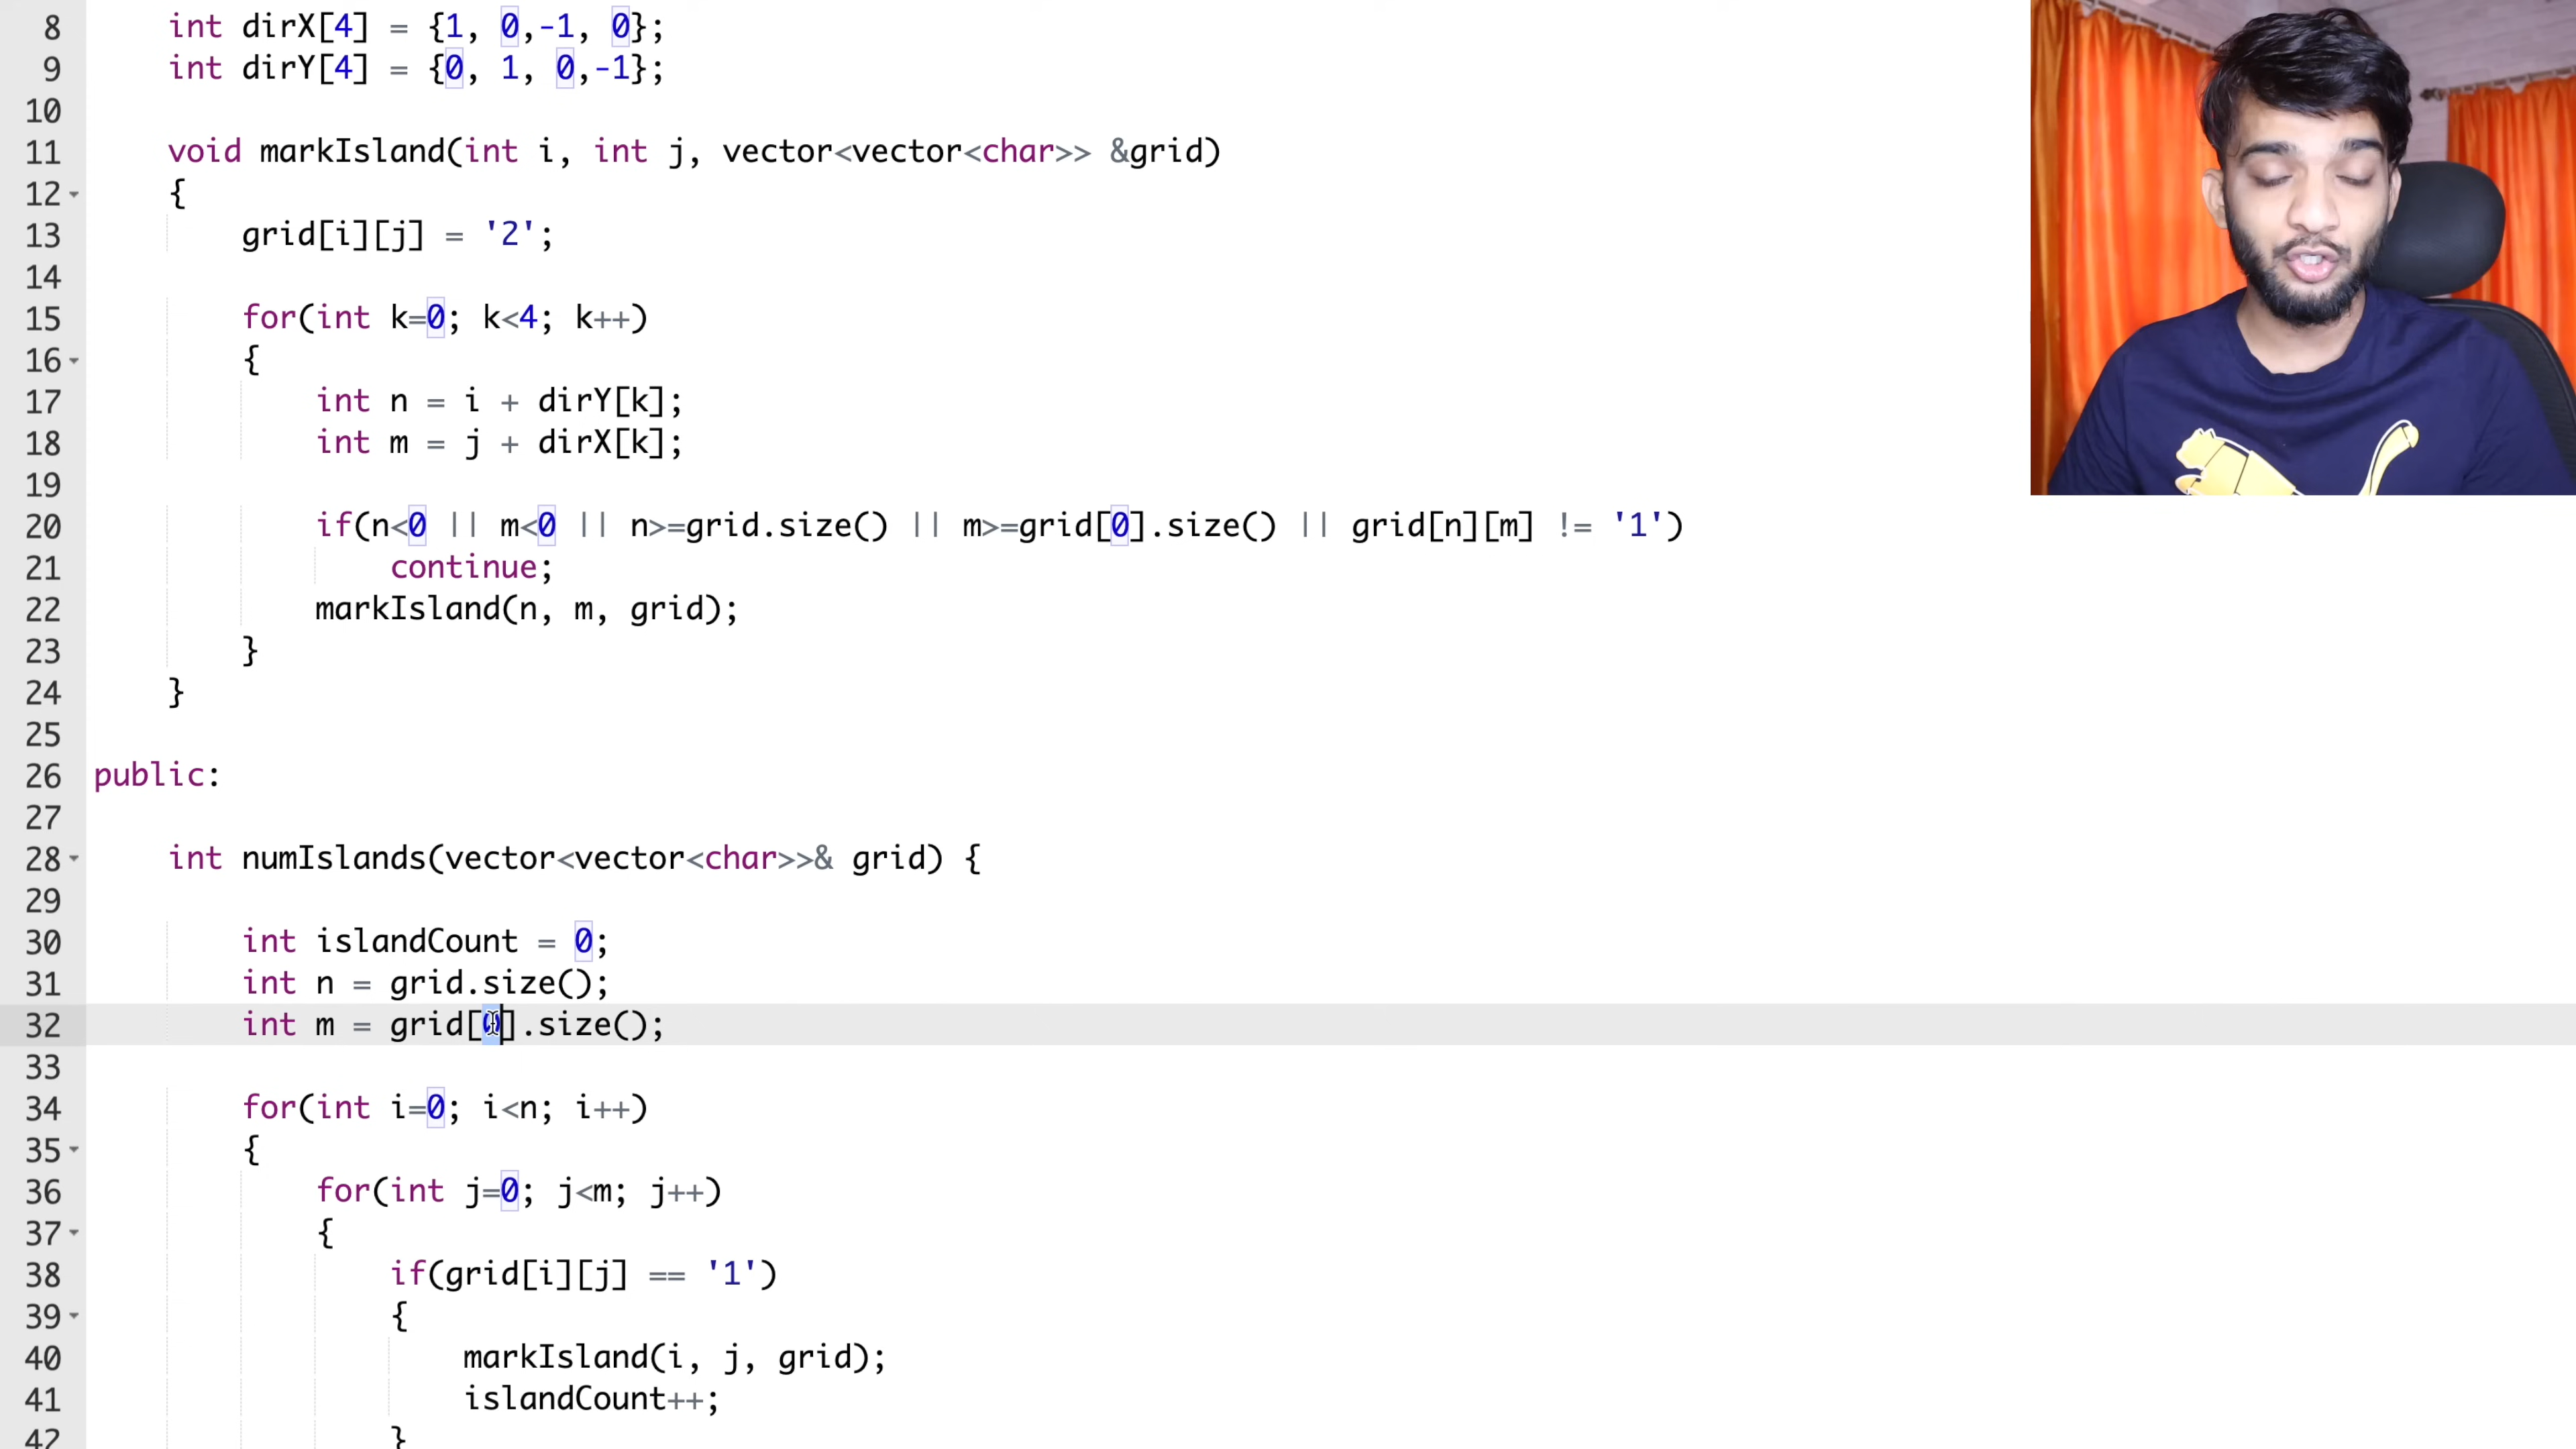 8 int dirX[4] = {1, 0,-1, 0};
9 int dirY[4] = {0, 1, 0,-1};
10
11 void markIsland(int i, int j, vector<vector<char>> &grid)
12 {
13 grid[i][j] = '2';
14
15 for(int k=0; k<4; k++)
16 {
17 int n = i + dirY[k];
18 int m = j + dirX[k];
19
20 if(n<0 || m<0 || n>=grid.size() || m>=grid[0].size() || grid[n][m] != '1')
21 continue;
22 markIsland(n, m, grid);
23 }
24 }
25
26 public:
27
28 int numIslands(vector<vector<char>>& grid) {
29
30 int islandCount = 0;
31 int n = grid.size();
32 int m = grid[0].size();
33
34 for(int i=0; i<n; i++)
35 {
36 for(int j=0; j<m; j++)
37 {
38 if(grid[i][j] == '1')
39 {
40 markIsland(i, j, grid);
41 islandCount++;
42 }